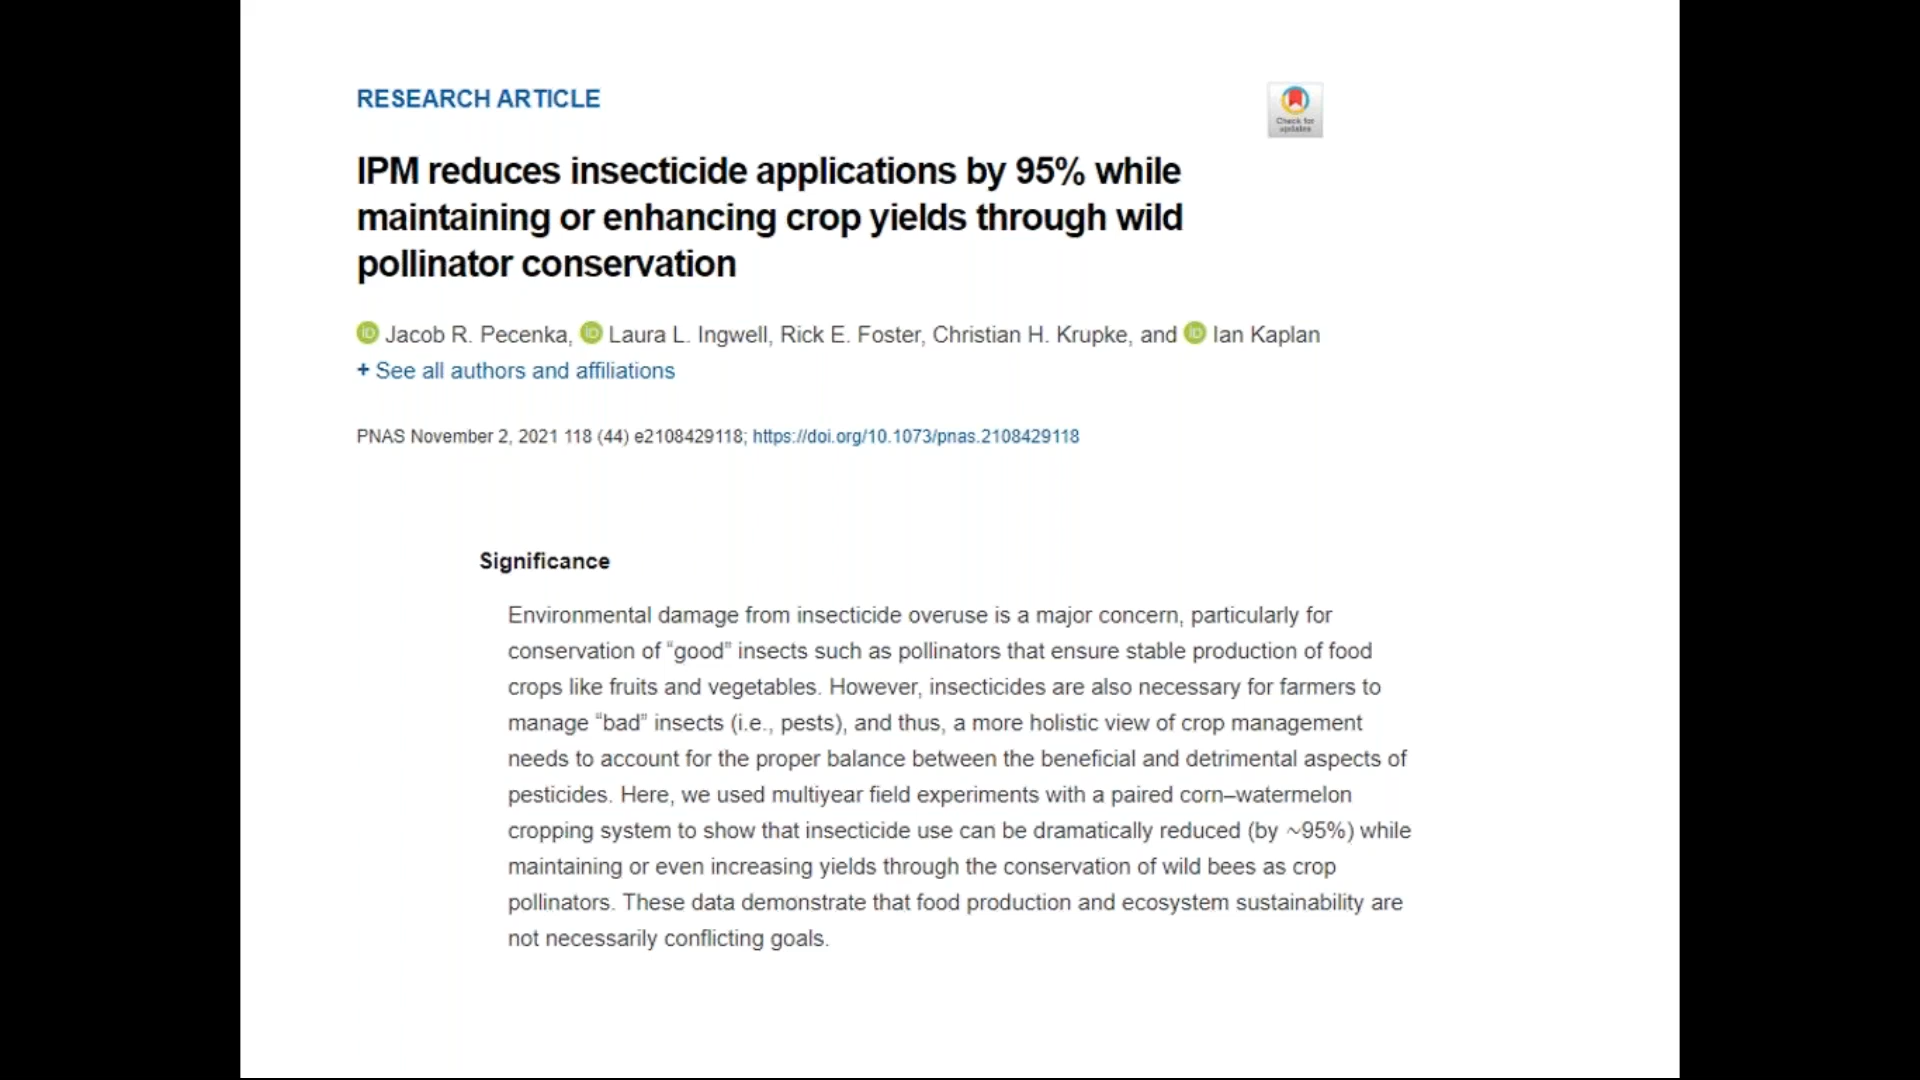 RESEARCH ARTICLE
Check for
updates
IPM reduces insecticide applications by 95% while
maintaining or enhancing crop yields through wild
pollinator conservation
iD Jacob R. Pecenka, iD Laura L. Ingwell, Rick E. Foster, Christian H. Krupke, and iD Ian Kaplan
+ See all authors and affiliations
PNAS November 2, 2021 118 (44) e2108429118; https://doi.org/10.1073/pnas.2108429118
Significance
Environmental damage from insecticide overuse is a major concern, particularly for
conservation of “good” insects such as pollinators that ensure stable production of food
crops like fruits and vegetables. However, insecticides are also necessary for farmers to
manage “bad” insects (i.e., pests), and thus, a more holistic view of crop management
needs to account for the proper balance between the beneficial and detrimental aspects of
pesticides. Here, we used multiyear field experiments with a paired corn–watermelon
cropping system to show that insecticide use can be dramatically reduced (by ~95%) while
maintaining or even increasing yields through the conservation of wild bees as crop
pollinators. These data demonstrate that food production and ecosystem sustainability are
not necessarily conflicting goals.